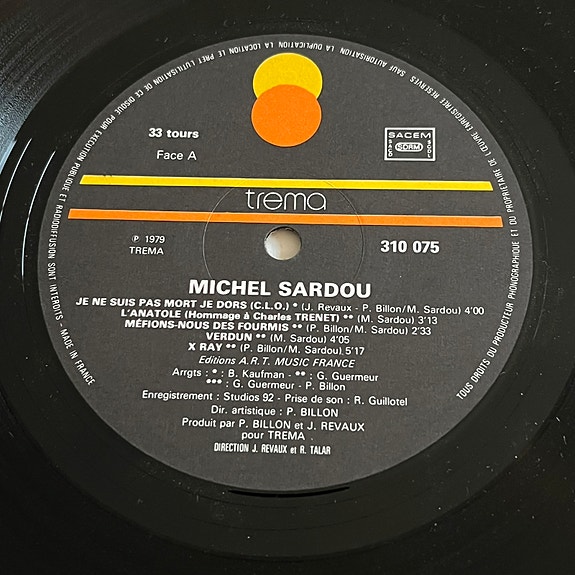 33 tours
Face A
SACEM
SACD SDRM SGDL
trema
℗ 1979
TREMA
310 075
MICHEL SARDOU
JE NE SUIS PAS MORT JE DORS (C.L.O.) * (J. Revaux - P. Billon/M. Sardou) 4'00
L'ANATOLE (Hommage à Charles TRENET) ** (M. Sardou) 3'13
MÉFIONS-NOUS DES FOURMIS ** (P. Billon/M. Sardou) 2'33
VERDUN ** (M. Sardou) 4'05
X RAY ** (P. Billon/M. Sardou) 5'17
Editions A.R.T. MUSIC FRANCE
Arrgts : * : B. Kaufman - ** : G. Guermeur
*** : G. Guermeur - P. Billon
Enregistrement : Studios 92 - Prise de son : R. Guillotel
Dir. artistique : P. BILLON
Produit par P. BILLON et J. REVAUX
pour TREMA
DIRECTION J. REVAUX et R. TALAR
TOUS DROITS DU PRODUCTEUR PHONOGRAPHIQUE ET DU PROPRIETAIRE DE L'ŒUVRE ENREGISTREE RESERVES SAUF AUTORISATION LA DUPLICATION LA LOCATION LE PRET L'UTILISATION DE CE DISQUE POUR EXECUTION PUBLIQUE ET RADIODIFFUSION SONT INTERDITS - MADE IN FRANCE